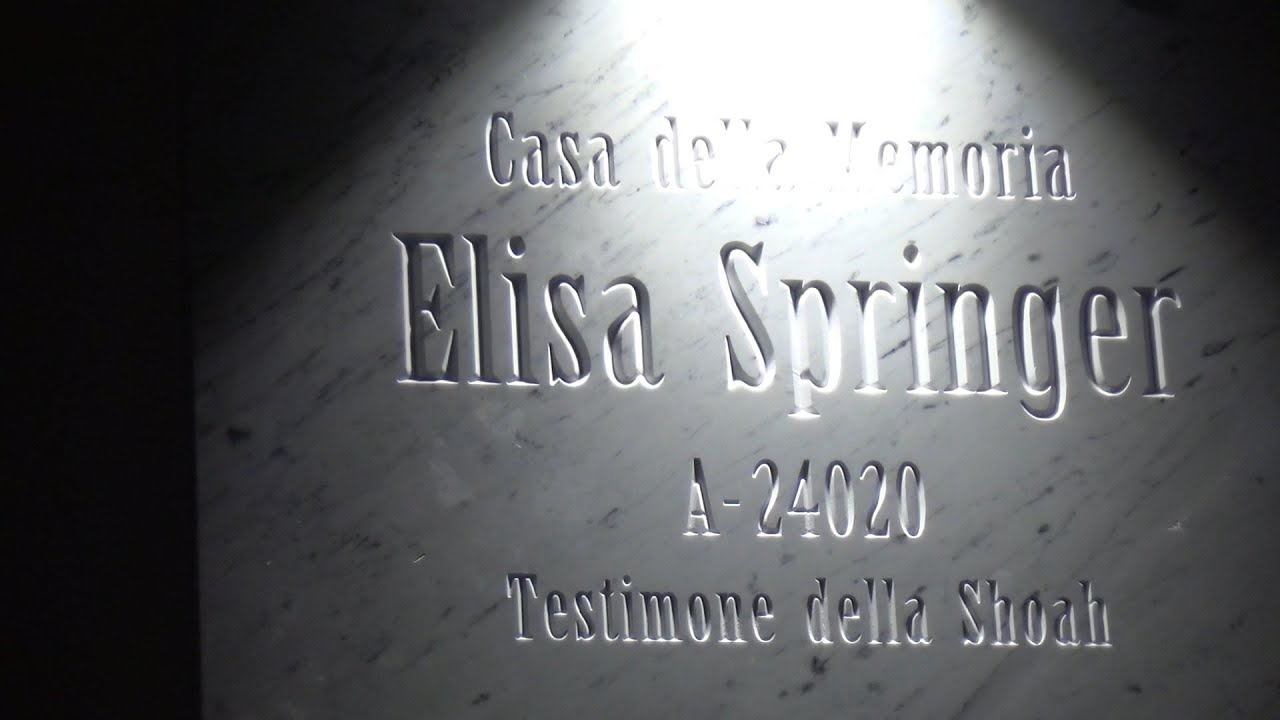 Casa della Memoria
Elisa Springer
A-24020
Testimone della Shoah